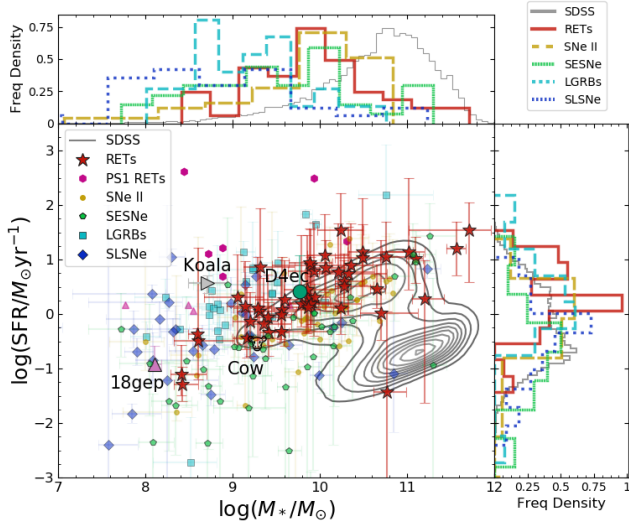 0.75
0.5
0.25
0
Freq Density
SDSS
RETs
SNe II
SESNe
LGRBs
SLSNe
SDSS
RETs
PS1 RETs
SNe II
SESNe
LGRBs
SLSNe
Koala
D4ec
Cow
18gep
3
2
1
0
−1
−2
−3
log(SFR/M⊙yr⁻¹)
7 8 9 10 11 12
log(M*/M⊙)
0.25 0.5 0.75 1
Freq Density